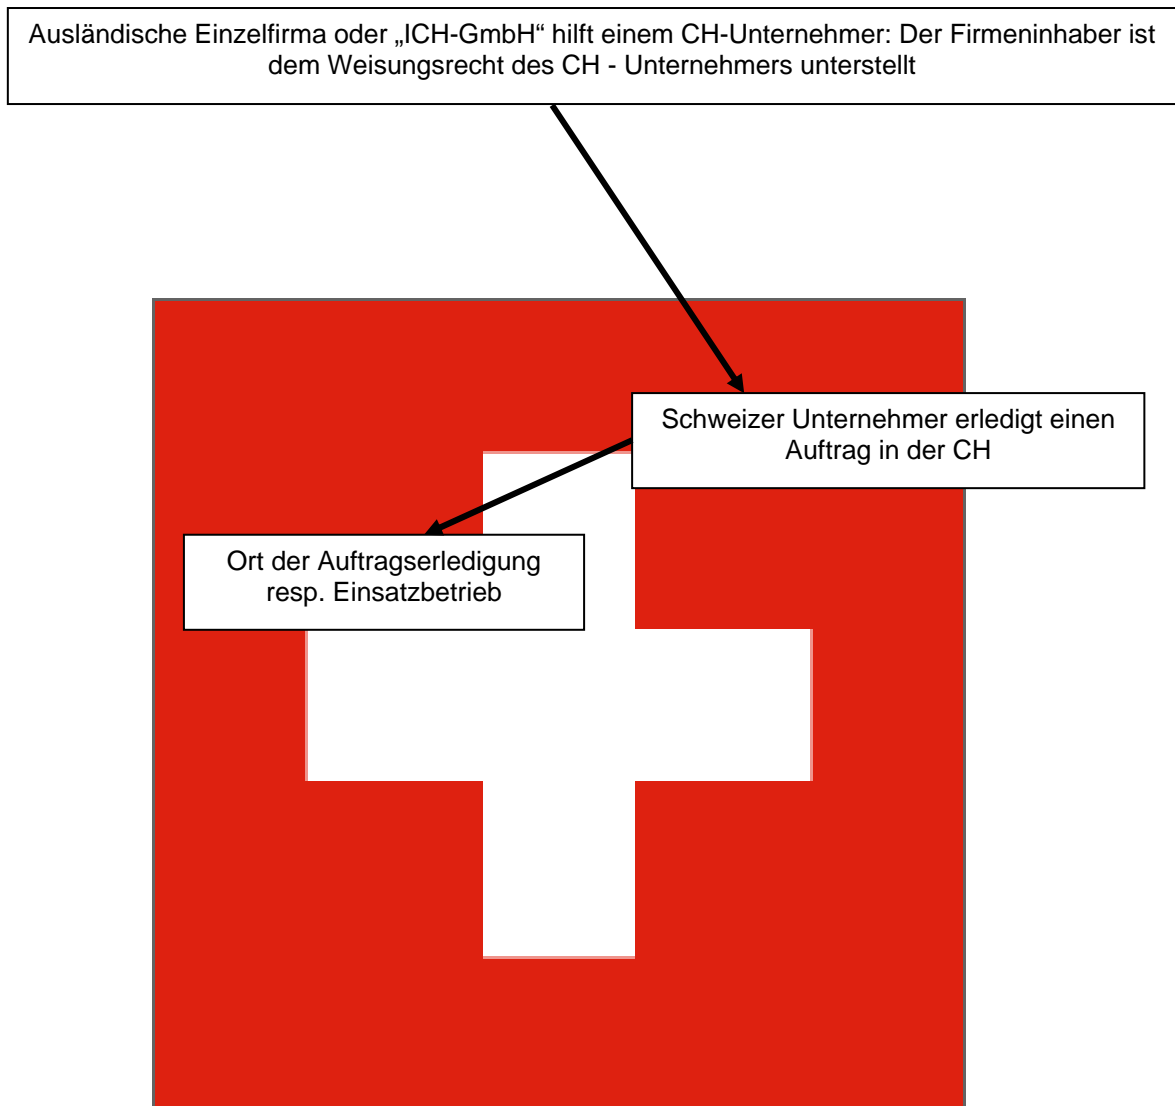 Ausländische Einzelfirma oder „ICH-GmbH“ hilft einem CH-Unternehmer: Der Firmeninhaber ist
dem Weisungsrecht des CH - Unternehmers unterstellt
Schweizer Unternehmer erledigt einen
Auftrag in der CH
Ort der Auftragserledigung
resp. Einsatzbetrieb